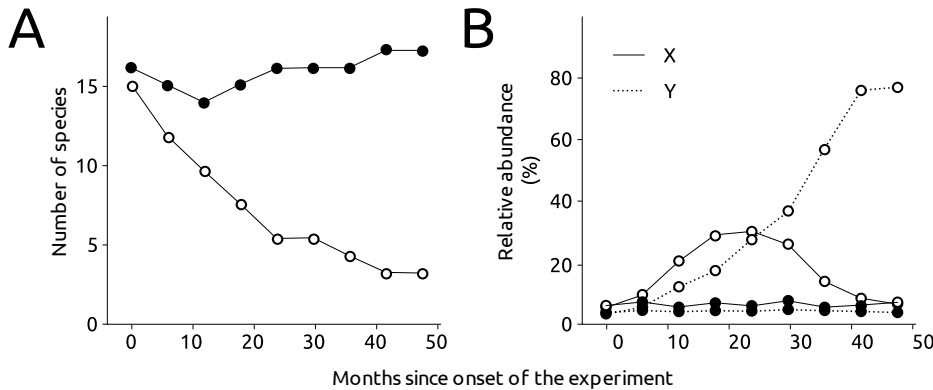 A
Number of species
15
10
5
0
0 10 20 30 40 50
B
Relative abundance
(%)
80
60
40
20
0
X
Y
0 10 20 30 40 50
Months since onset of the experiment